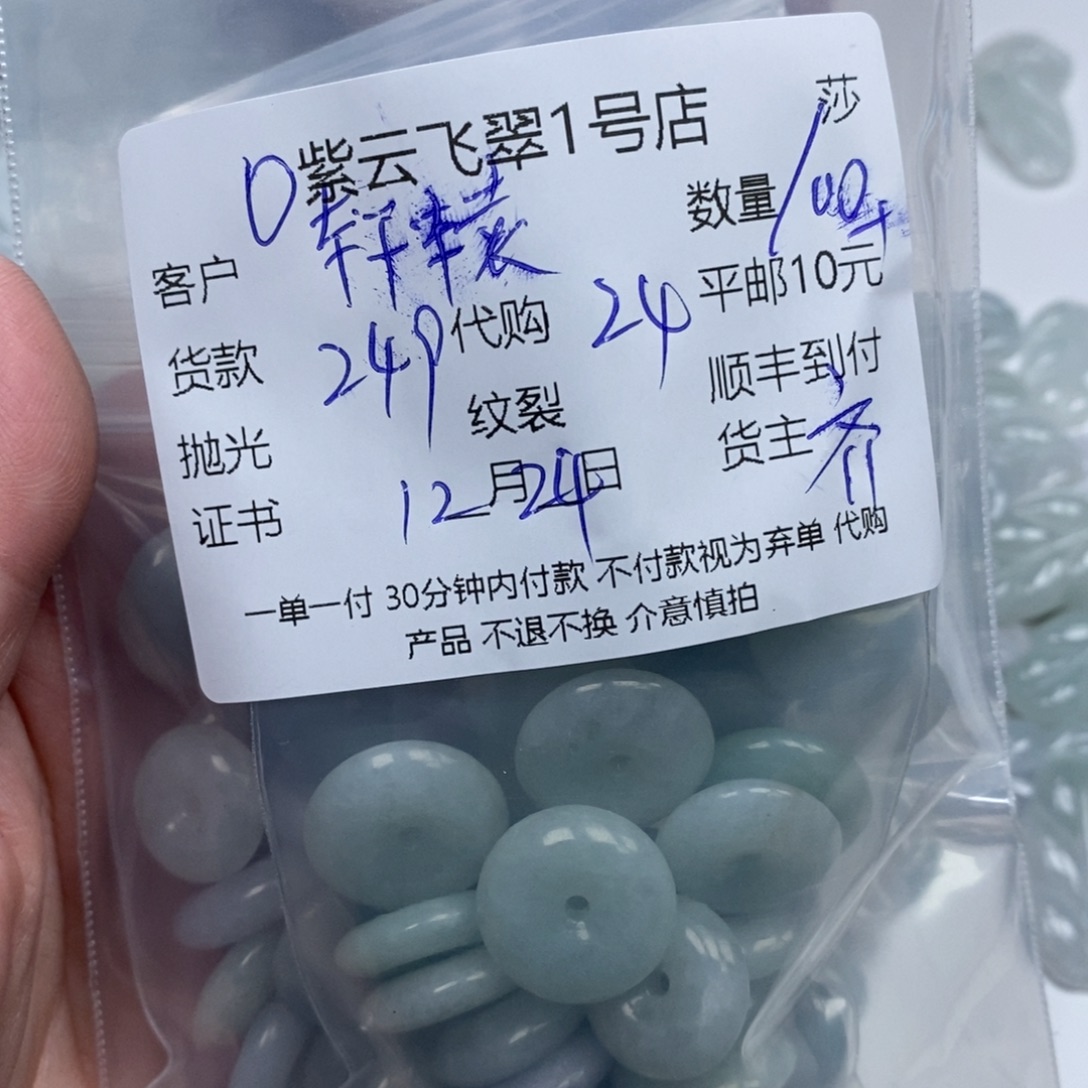 紫云飞翠1号店 莎
客户 数量 100+
货款 249 代购 24 平邮10元
抛光 纹裂 顺丰到付
证书 12月24日 货主 齐
一单一付 30分钟内付款 不付款视为弃单 代购
产品 不退不换 介意慎拍